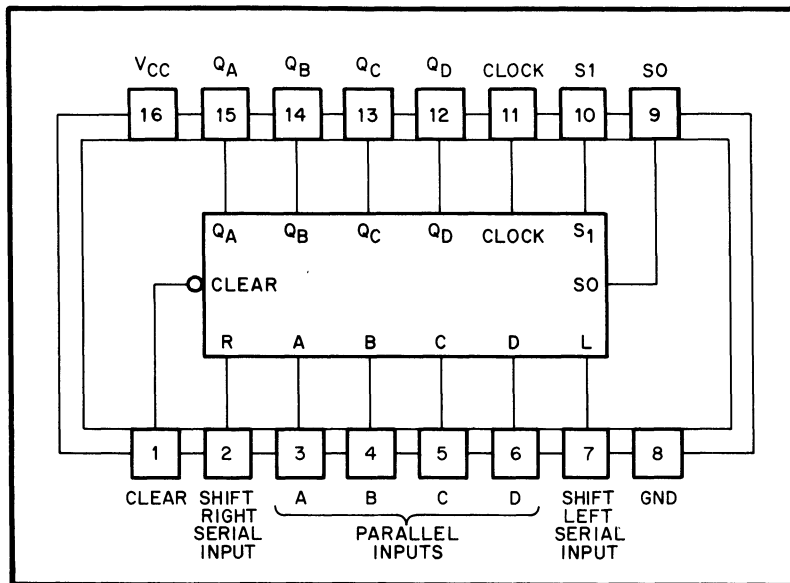 VCC QA QB QC QD CLOCK S1 SO
16 15 14 13 12 11 10 9
QA QB QC QD CLOCK S1
CLEAR SO
R A B C D L
1 2 3 4 5 6 7 8
CLEAR SHIFT RIGHT SERIAL INPUT A B C D SHIFT LEFT SERIAL INPUT GND
PARALLEL INPUTS